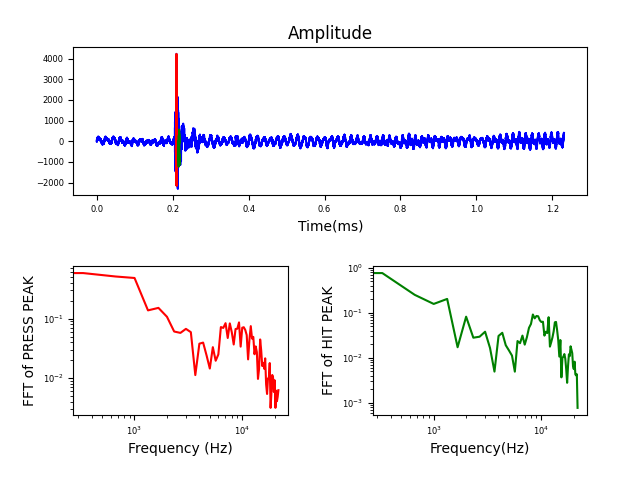 Amplitude
4000
3000
2000
1000
0
−1000
−2000
0.0 0.2 0.4 0.6 0.8 1.0 1.2
Time(ms)
FFT of PRESS PEAK
10⁻¹
10⁻²
10³ 10⁴
Frequency (Hz)
FFT of HIT PEAK
10⁰
10⁻¹
10⁻²
10⁻³
10³ 10⁴
Frequency(Hz)